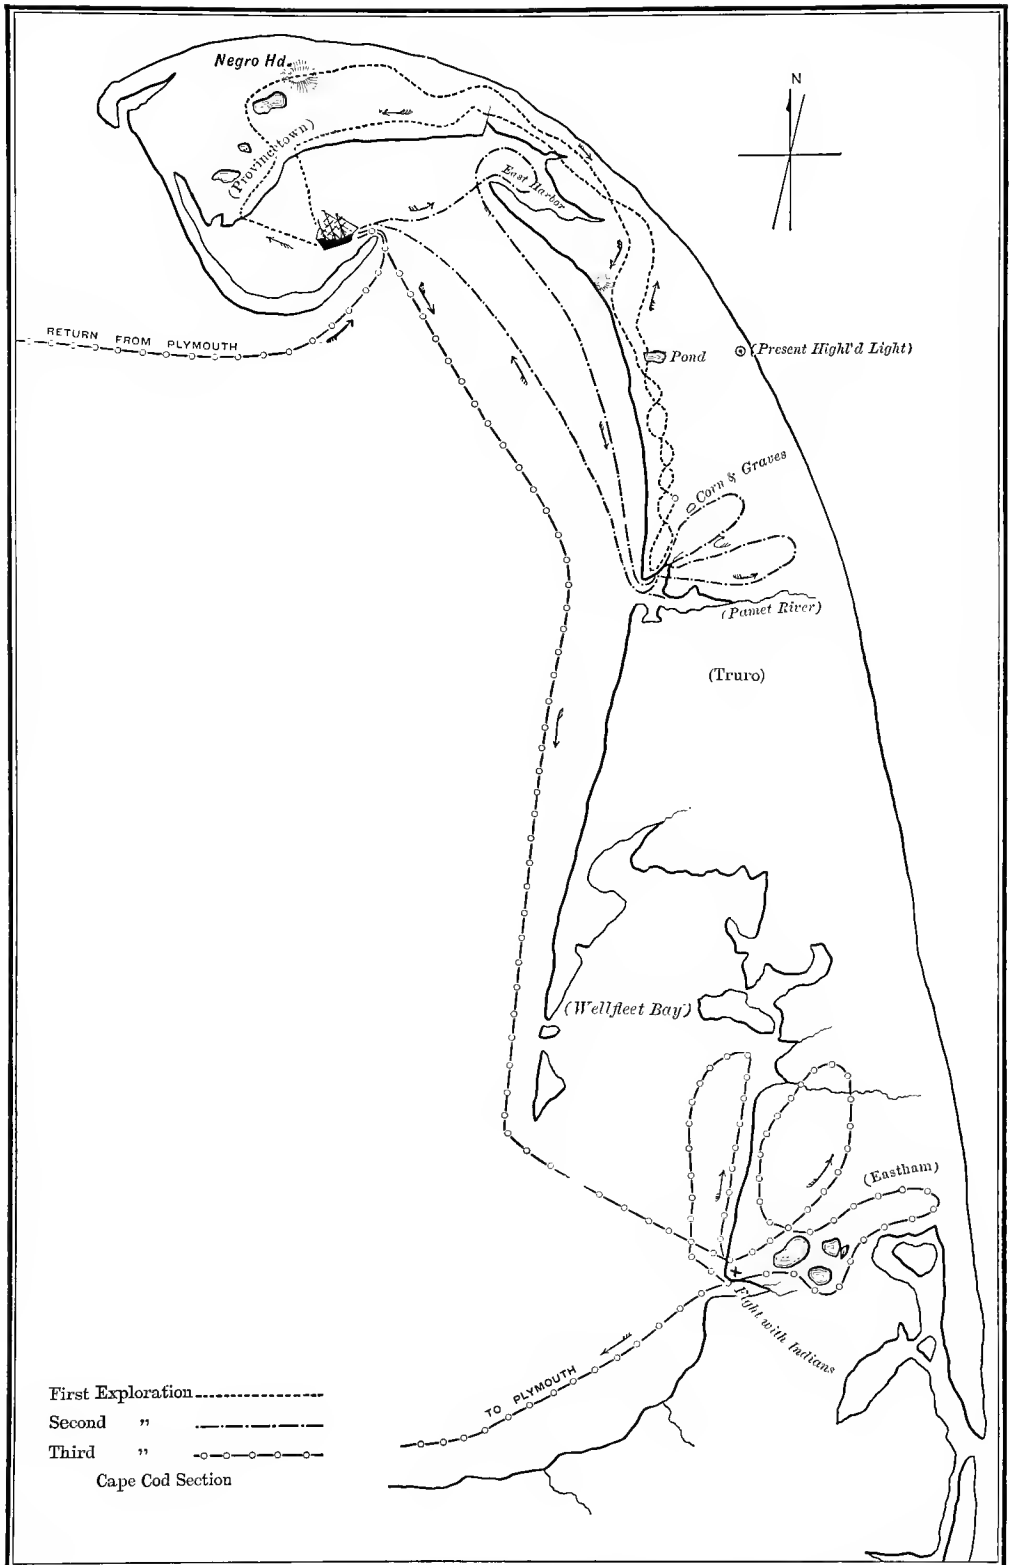 Negro Hd.
N
(Provincetown)
East Harbor
RETURN FROM PLYMOUTH
Pond
(Present Highl'd Light)
Corn & Graves
(Pamet River)
(Truro)
(Wellfleet Bay)
(Eastham)
Fight with Indians
TO PLYMOUTH
First Exploration
Second „
Third „
Cape Cod Section